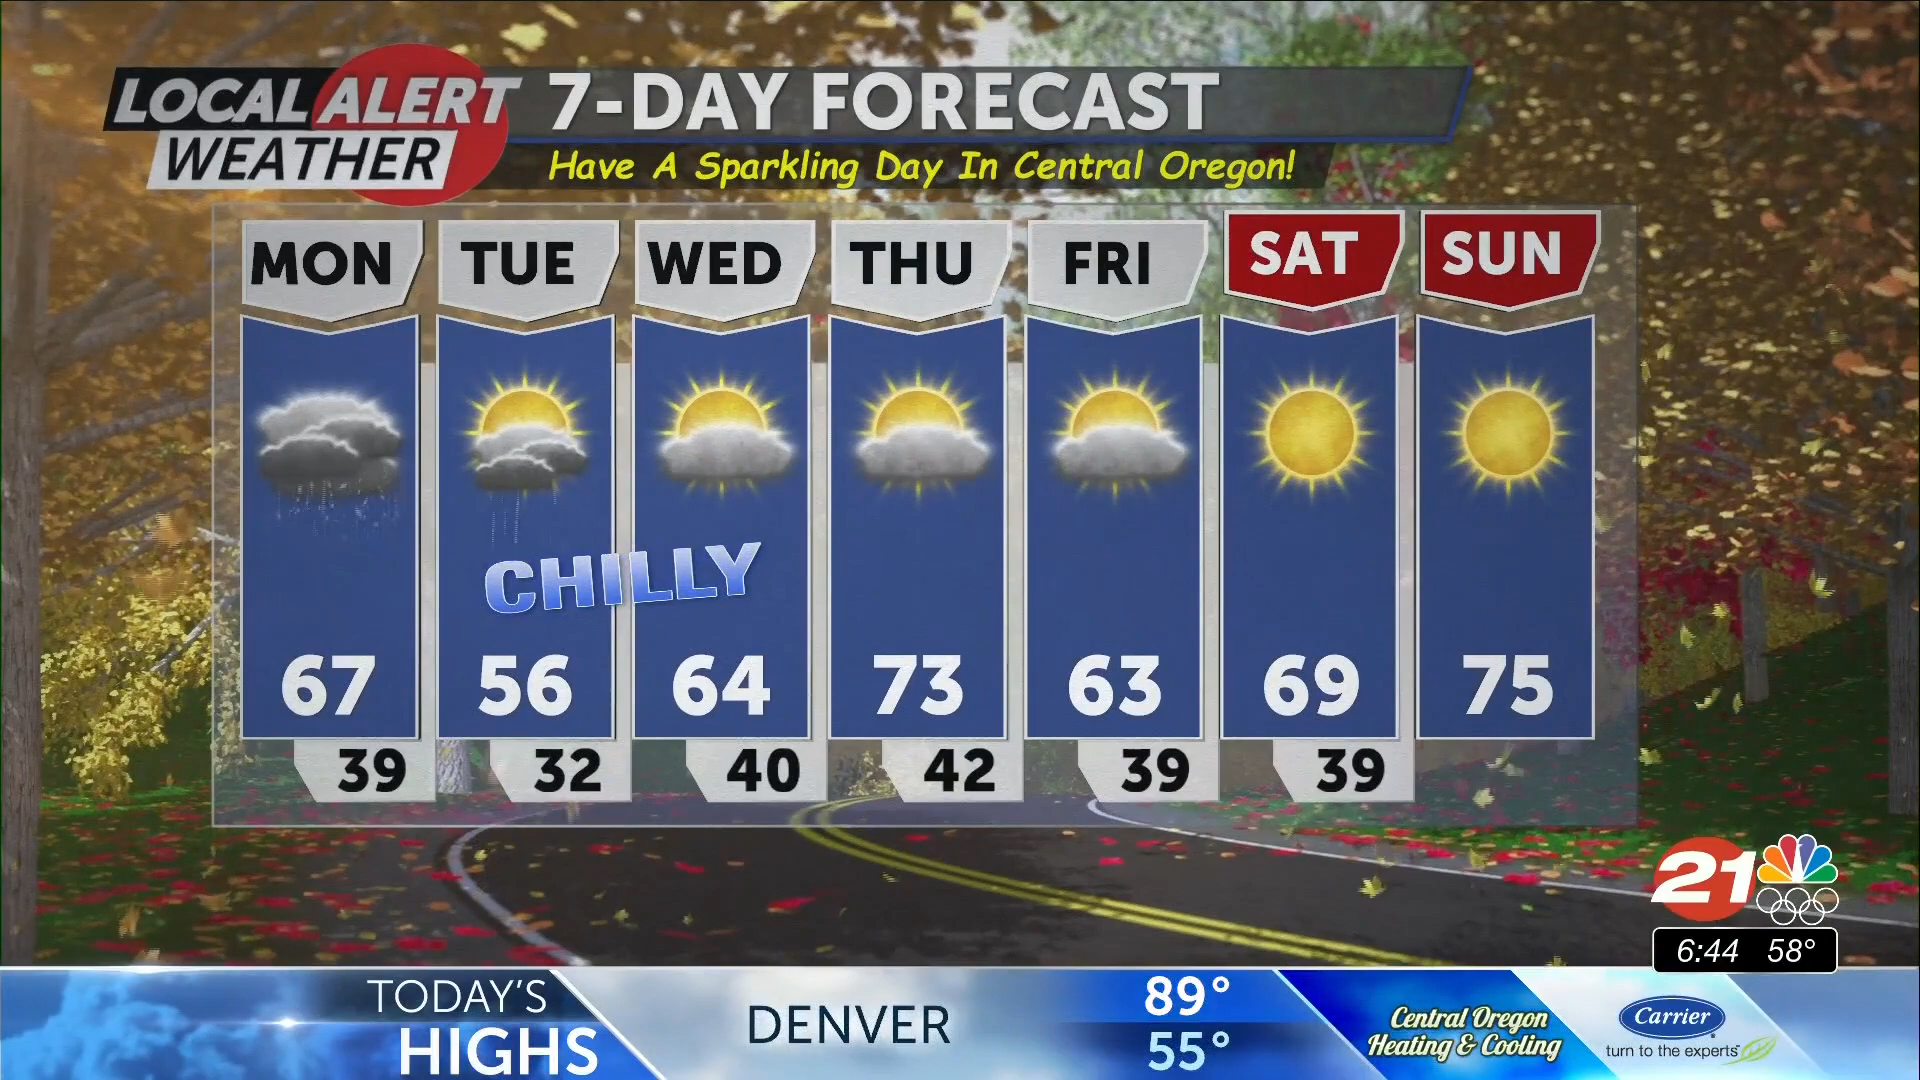 LOCAL ALERT
WEATHER
7-DAY FORECAST
Have A Sparkling Day In Central Oregon!
MON TUE WED THU FRI SAT SUN
CHILLY
67 56 64 73 63 69 75
39 32 40 42 39 39
21
6:44 58°
TODAY'S
HIGHS
DENVER
89°
55°
Central Oregon
Heating & Cooling
Carrier
turn to the experts